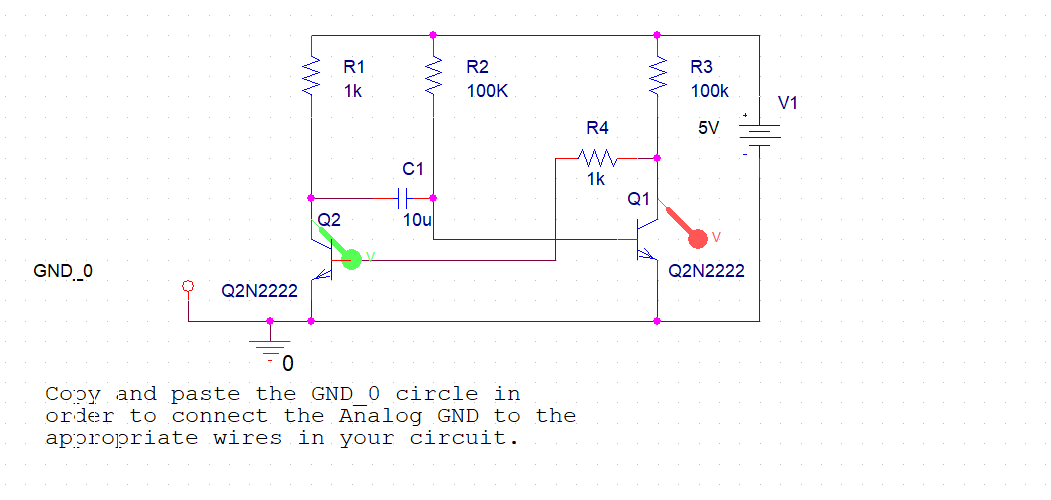 R1
1k
R2
100K
R3
100k
V1
5V
R4
1k
C1
10u
Q1
Q2
V
V
GND_0
Q2N2222
Q2N2222
0
Copy and paste the GND_0 circle in
order to connect the Analog GND to the
appropriate wires in your circuit.